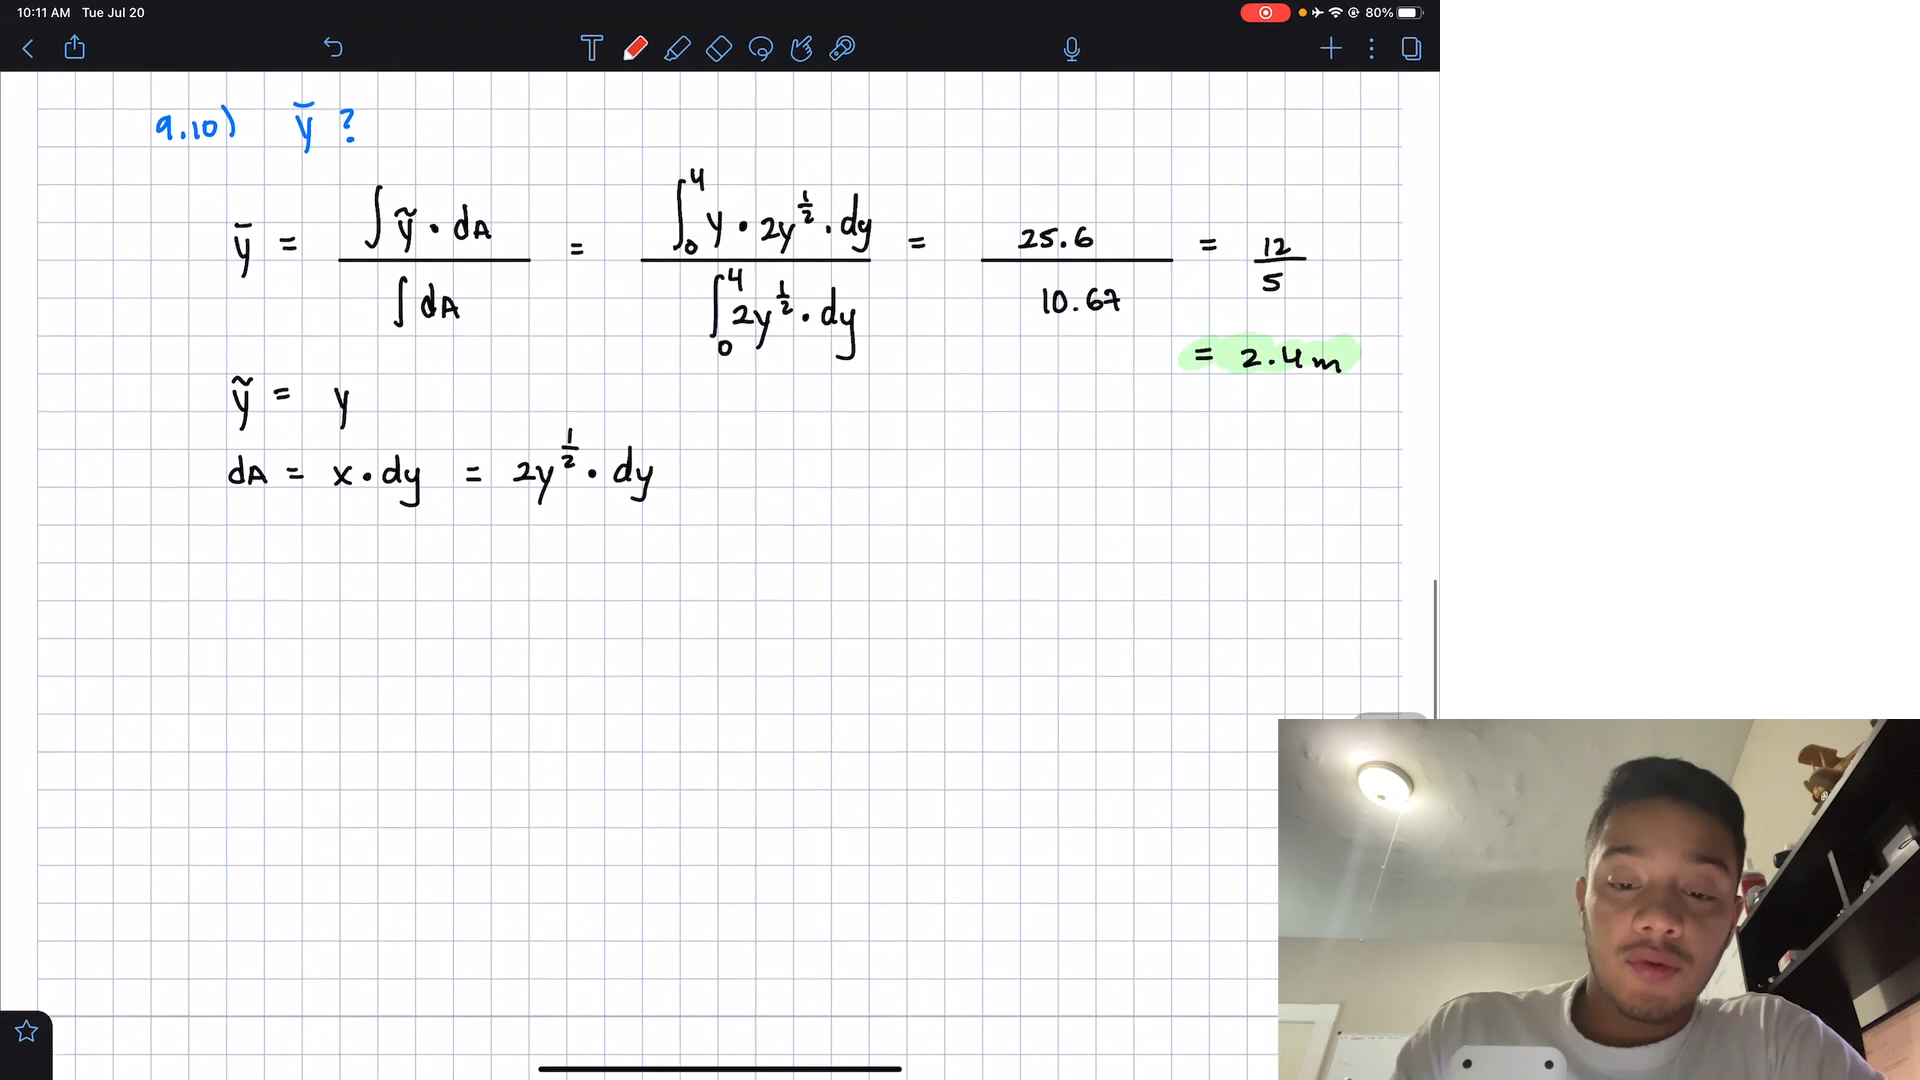 10:11 AM Tue Jul 20
80%
T
9.10) ȳ ?
ȳ = ∫ ỹ · dA / ∫ dA = ∫₀⁴ y · 2y^(1/2) · dy / ∫₀⁴ 2y^(1/2) · dy = 25.6 / 10.67 = 12/5
= 2.4 m
ỹ = y
dA = x · dy = 2y^(1/2) · dy